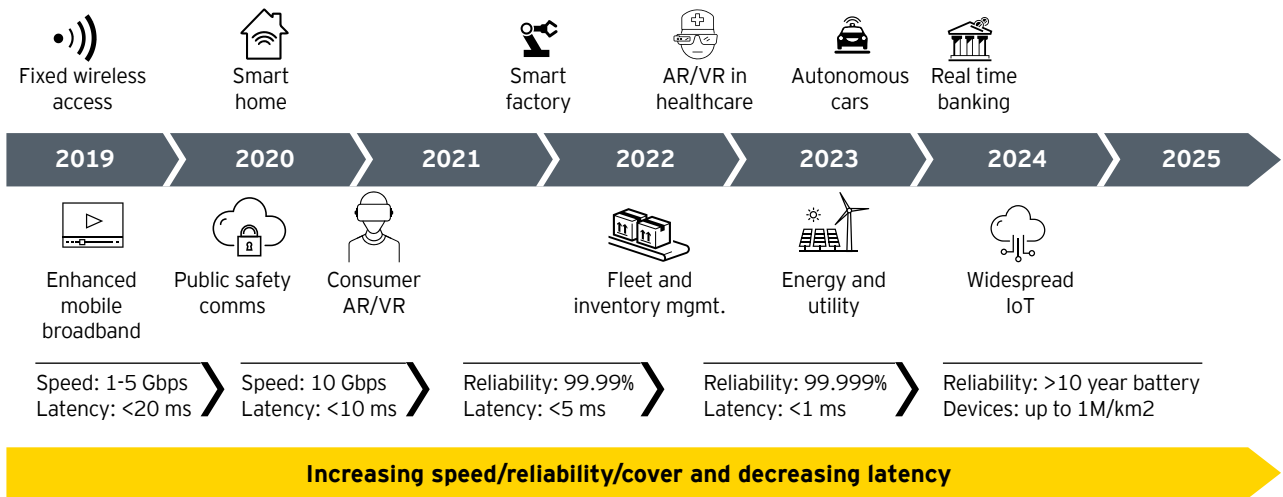 Fixed wireless
access
Smart
home
Smart
factory
AR/VR in
healthcare
Autonomous
cars
Real time
banking
2019
2020
2021
2022
2023
2024
2025
Enhanced
mobile
broadband
Public safety
comms
Consumer
AR/VR
Fleet and
inventory mgmt.
Energy and
utility
Widespread
IoT
Speed: 1-5 Gbps
Latency: <20 ms
Speed: 10 Gbps
Latency: <10 ms
Reliability: 99.99%
Latency: <5 ms
Reliability: 99.999%
Latency: <1 ms
Reliability: >10 year battery
Devices: up to 1M/km2
Increasing speed/reliability/cover and decreasing latency